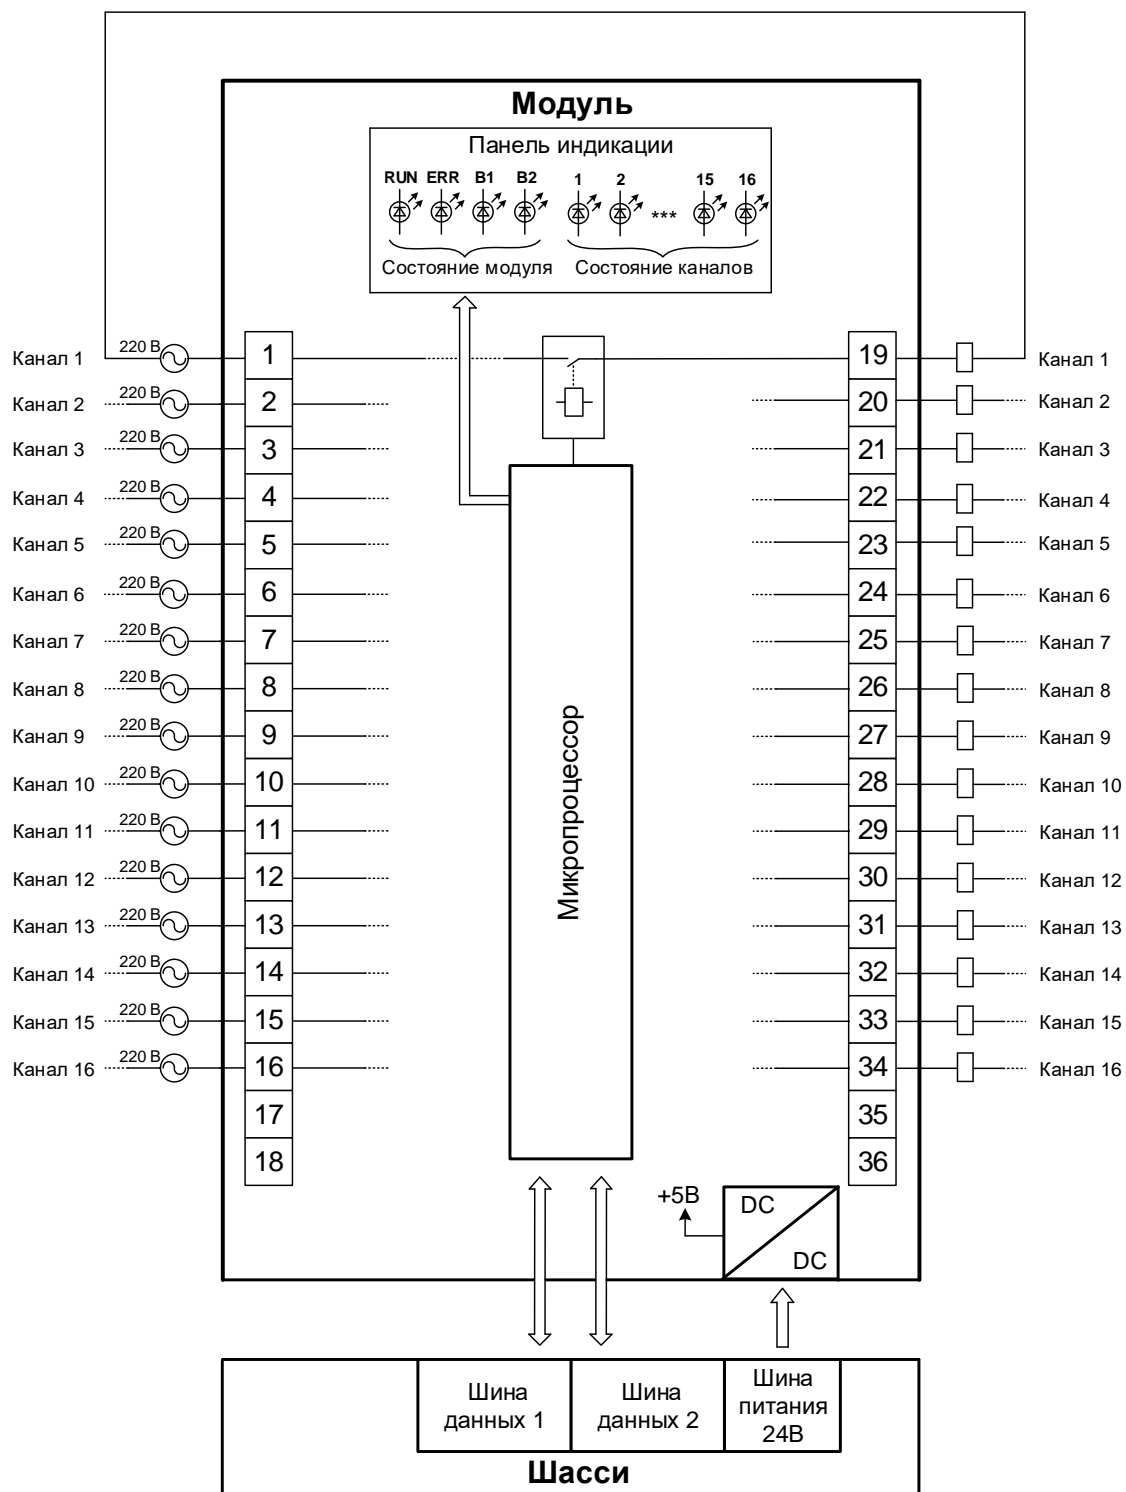 Модуль
Панель индикации
RUN ERR B1 B2 1 2 *** 15 16
Состояние модуля Состояние каналов
Канал 1 220 В 1 19 Канал 1
Канал 2 220 В 2 20 Канал 2
Канал 3 220 В 3 21 Канал 3
Канал 4 220 В 4 22 Канал 4
Канал 5 220 В 5 23 Канал 5
Канал 6 220 В 6 24 Канал 6
Канал 7 220 В 7 25 Канал 7
Канал 8 220 В 8 26 Канал 8
Канал 9 220 В 9 27 Канал 9
Канал 10 220 В 10 28 Канал 10
Канал 11 220 В 11 29 Канал 11
Канал 12 220 В 12 30 Канал 12
Канал 13 220 В 13 31 Канал 13
Канал 14 220 В 14 32 Канал 14
Канал 15 220 В 15 33 Канал 15
Канал 16 220 В 16 34 Канал 16
17 35
18 36
Микропроцессор
+5В
DC
DC
Шина
данных 1
Шина
данных 2
Шина
питания
24В
Шасси